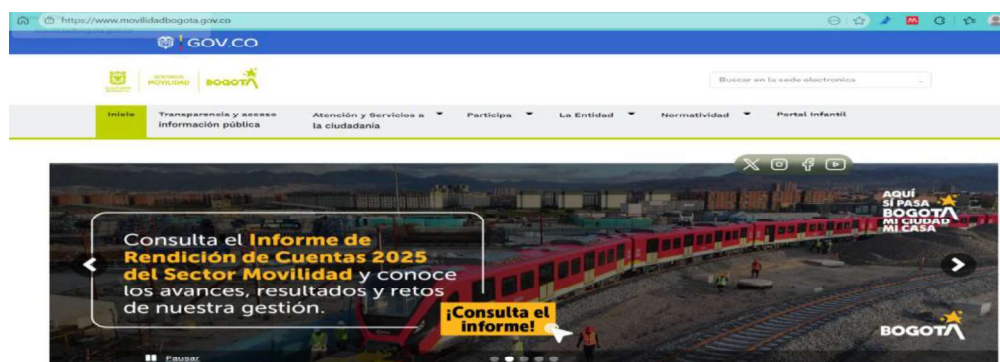 https://www.movilidadbogota.gov.co
GOV.CO
MOVILIDAD
BOGOTÁ
Buscar en la sede electronica
Inicio
Transparencia y acceso
información pública
Atención y Servicios a
la ciudadanía
Participa
La Entidad
Normatividad
Portal Infantil
AQUÍ
SÍ PASA
BOGOTÁ
MI CIUDAD
MI CASA
Consulta el Informe de
Rendición de Cuentas 2025
del Sector Movilidad y conoce
los avances, resultados y retos
de nuestra gestión.
¡Consulta el
informe!
BOGOTÁ
Pausar